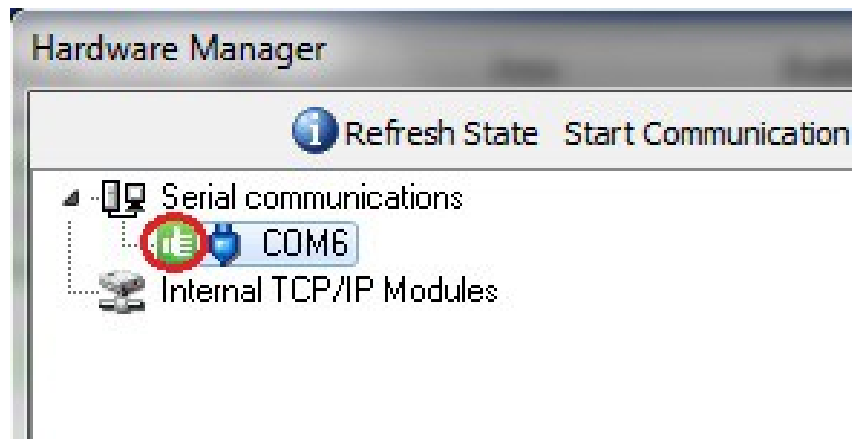 Hardware Manager
Refresh State Start Communication
Serial communications
COM6
Internal TCP/IP Modules